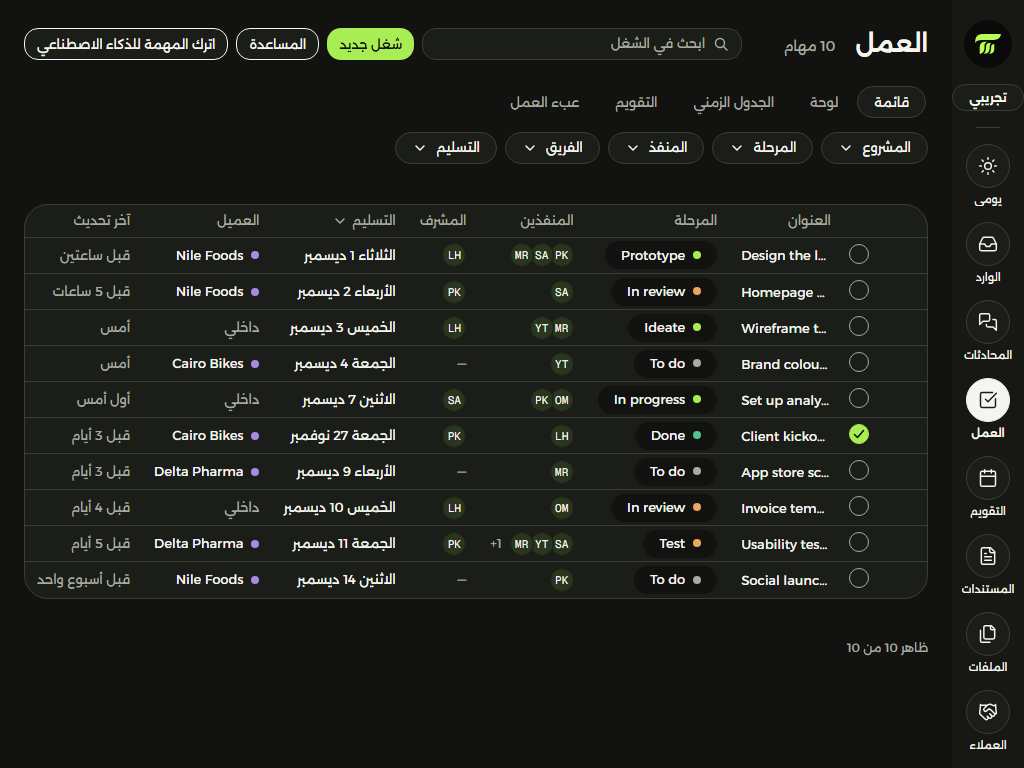 العمل
10 مهام
ابحث في الشغل
شغل جديد
المساعدة
اترك المهمة للذكاء الاصطناعي
تجريبي
يومي
الوارد
المحادثات
العمل
التقويم
المستندات
الملفات
العملاء
قائمة
لوحة
الجدول الزمني
التقويم
عبء العمل
المشروع
المرحلة
المنفذ
الفريق
التسليم
العنوان المرحلة المنفذين المشرف التسليم العميل آخر تحديث
Design the l... Prototype PK SA MR LH الثلاثاء 1 ديسمبر Nile Foods قبل ساعتين
Homepage ... In review SA PK الأربعاء 2 ديسمبر Nile Foods قبل 5 ساعات
Wireframe t... Ideate MR YT LH الخميس 3 ديسمبر داخلي أمس
Brand colou... To do YT — الجمعة 4 ديسمبر Cairo Bikes أمس
Set up analy... In progress OM PK SA الاثنين 7 ديسمبر داخلي أول أمس
Client kicko... Done LH PK الجمعة 27 نوفمبر Cairo Bikes قبل 3 أيام
App store sc... To do MR — الأربعاء 9 ديسمبر Delta Pharma قبل 3 أيام
Invoice tem... In review OM LH الخميس 10 ديسمبر داخلي قبل 4 أيام
Usability tes... Test SA YT MR +1 PK الجمعة 11 ديسمبر Delta Pharma قبل 5 أيام
Social launc... To do PK — الاثنين 14 ديسمبر Nile Foods قبل أسبوع واحد
ظاهر 10 من 10